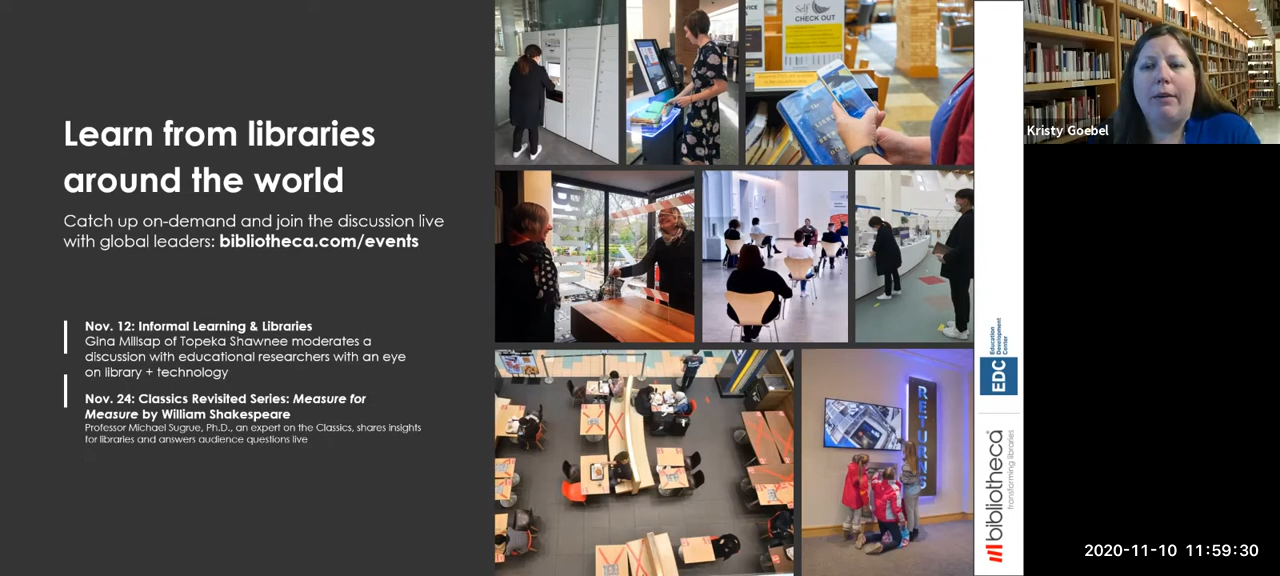 Learn from libraries
around the world
Catch up on-demand and join the discussion live
with global leaders: bibliotheca.com/events
Nov. 12: Informal Learning & Libraries
Gina Millsap of Topeka Shawnee moderates a
discussion with educational researchers with an eye
on library + technology
Nov. 24: Classics Revisited Series: Measure for
Measure by William Shakespeare
Professor Michael Sugrue, Ph.D., an expert on the Classics, shares insights
for libraries and answers audience questions live
Self
CHECK OUT
RETURNS
EDC
Education
Development
Center
bibliotheca
transforming libraries
Kristy Goebel
2020-11-10 11:59:30